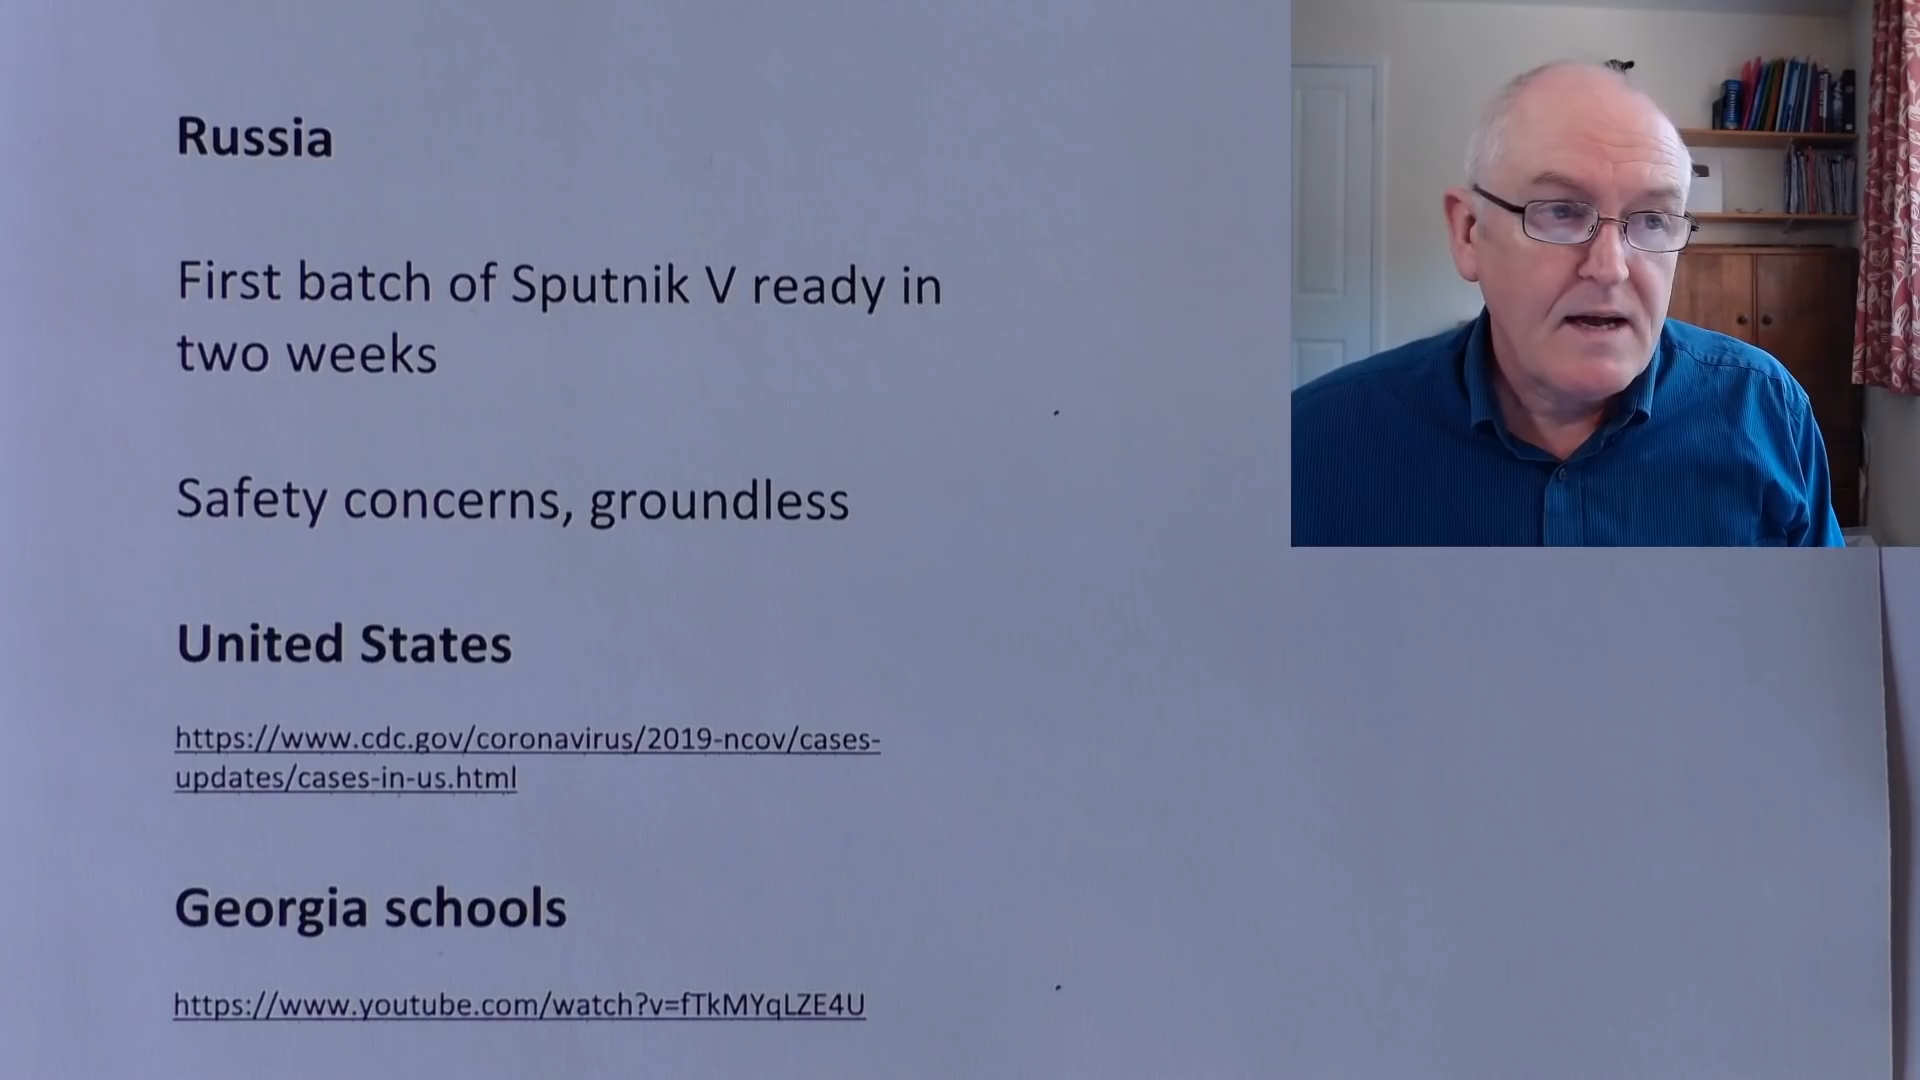 Russia
First batch of Sputnik V ready in
two weeks
Safety concerns, groundless
United States
https://www.cdc.gov/coronavirus/2019-ncov/cases-
updates/cases-in-us.html
Georgia schools
https://www.youtube.com/watch?v=fTkMYqLZE4U